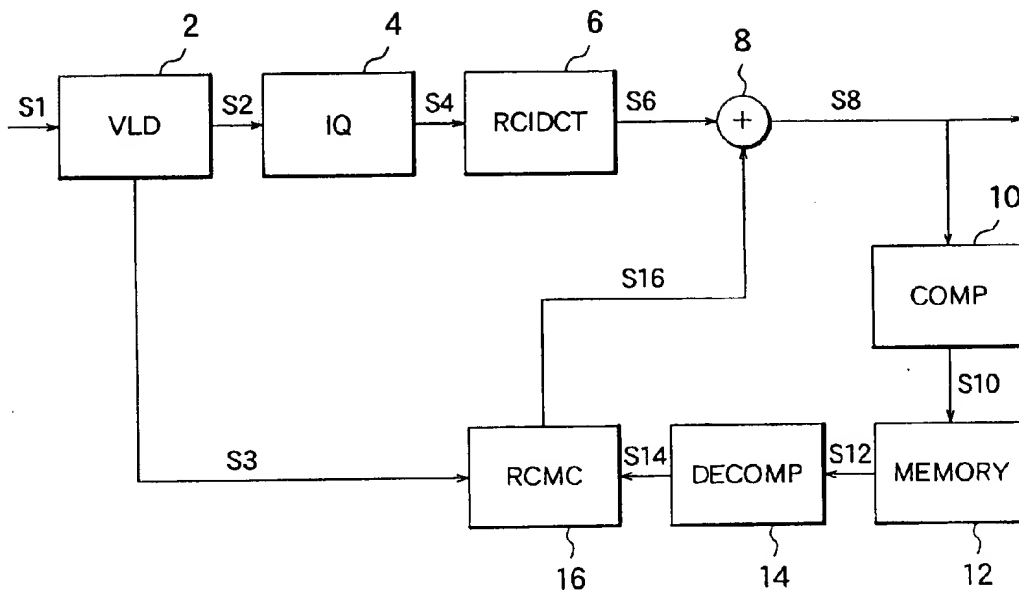 2
4
6
8
S1
VLD
S2
IQ
S4
RCIDCT
S6
+
S8
10
COMP
S16
S10
S3
RCMC
S14
DECOMP
S12
MEMORY
16
14
12